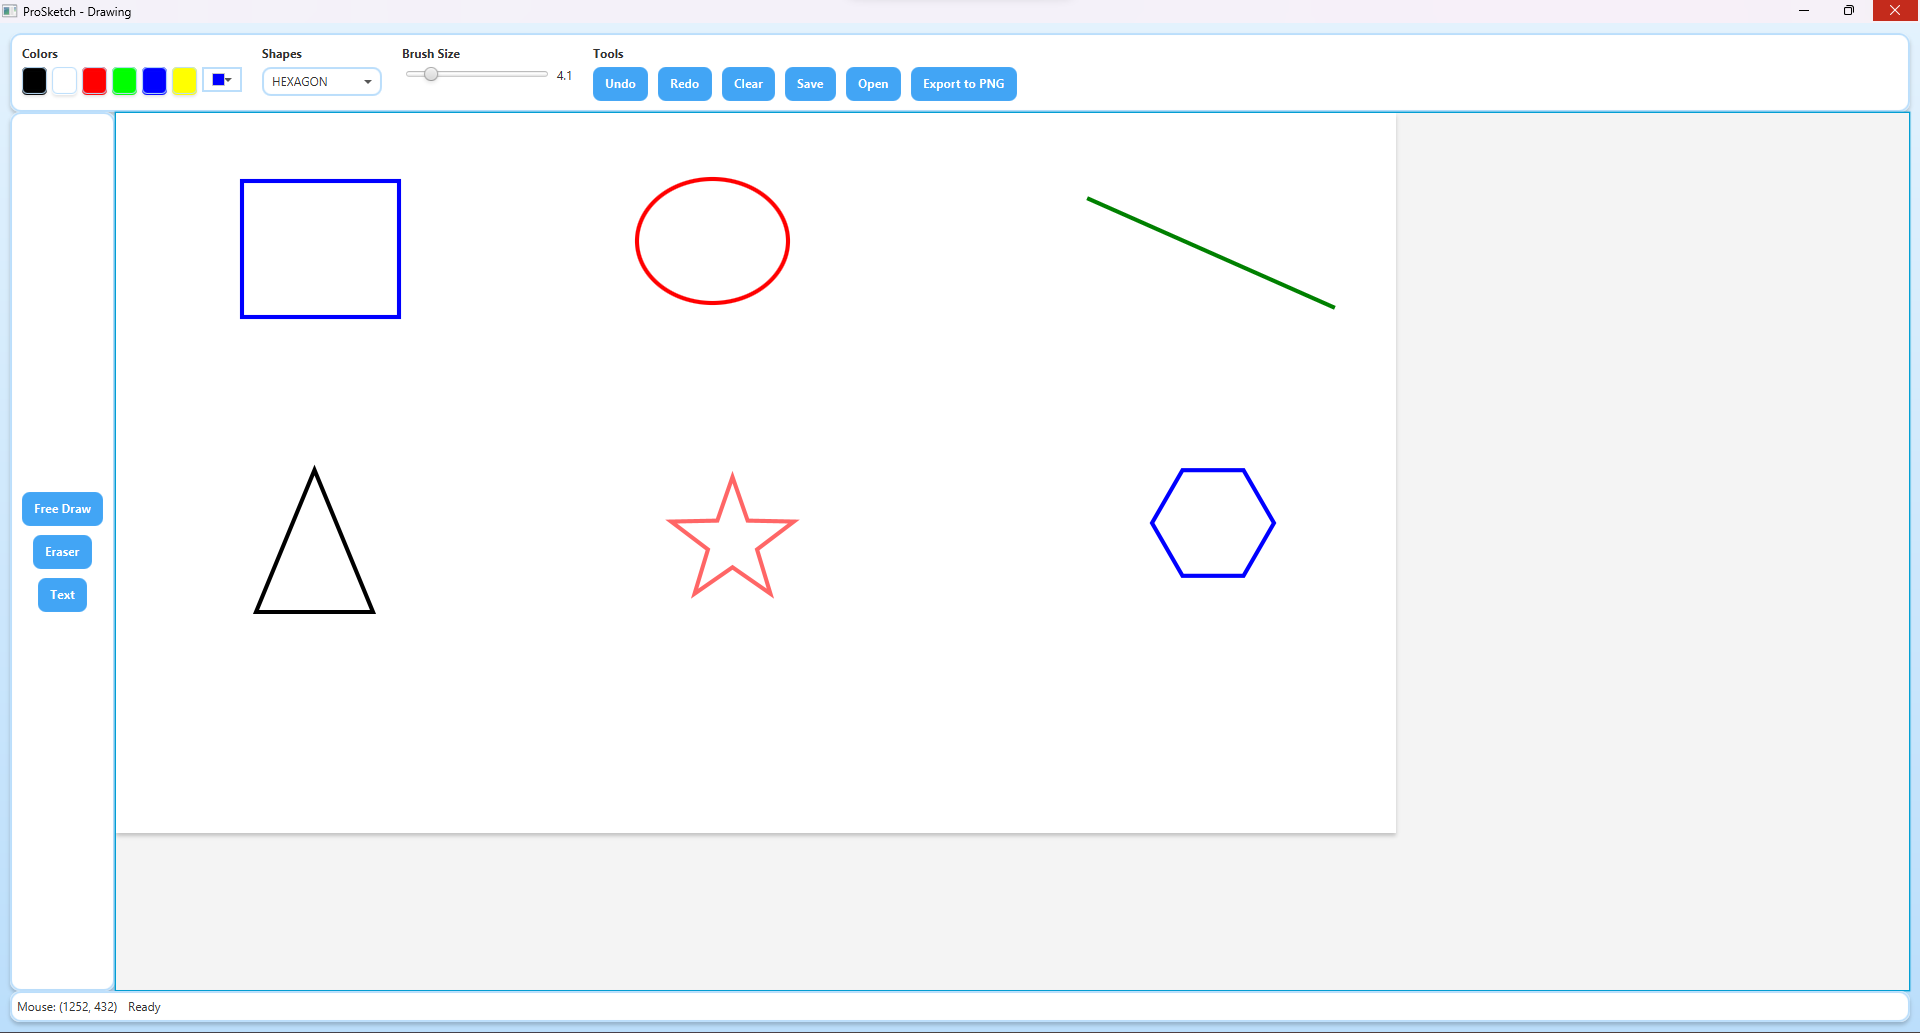 ProSketch - Drawing
Colors
Shapes
Brush Size
Tools
HEXAGON
4.1
Undo
Redo
Clear
Save
Open
Export to PNG
Free Draw
Eraser
Text
Mouse: (1252, 432) Ready